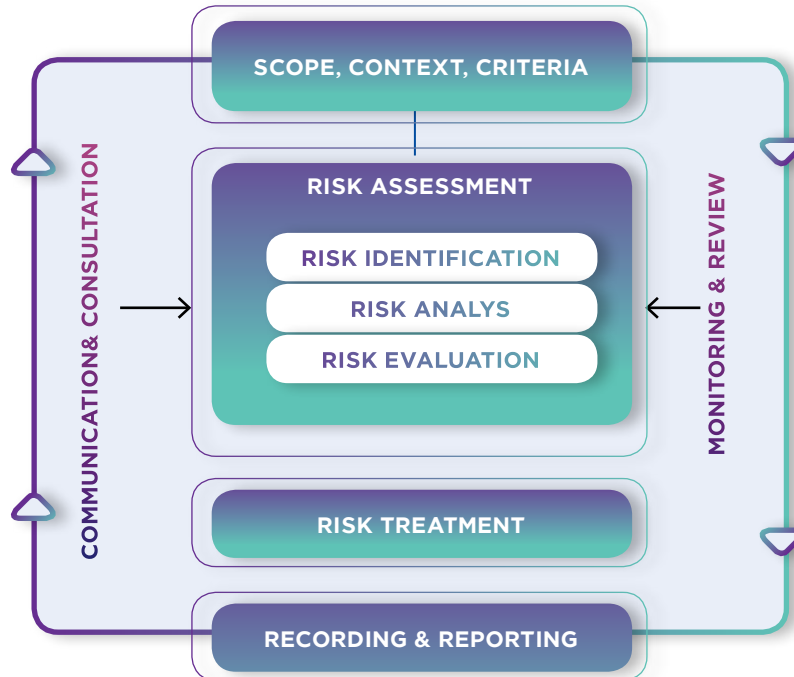 SCOPE, CONTEXT, CRITERIA
COMMUNICATION& CONSULTATION
RISK ASSESSMENT
RISK IDENTIFICATION
RISK ANALYS
RISK EVALUATION
MONITORING & REVIEW
RISK TREATMENT
RECORDING & REPORTING